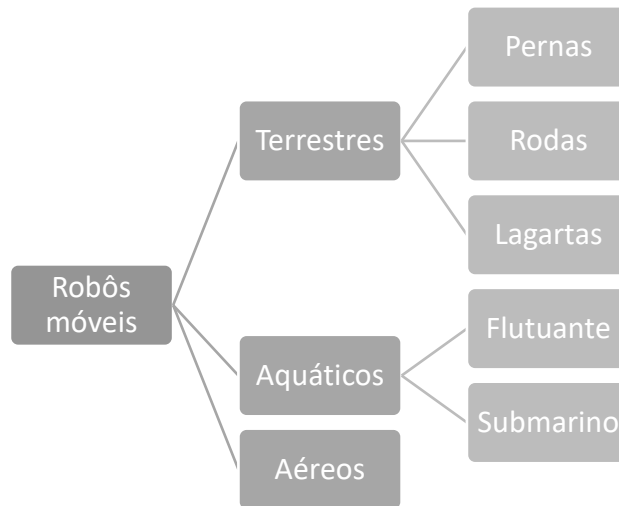 Robôs
móveis
Terrestres
Pernas
Rodas
Lagartas
Aquáticos
Flutuante
Submarino
Aéreos